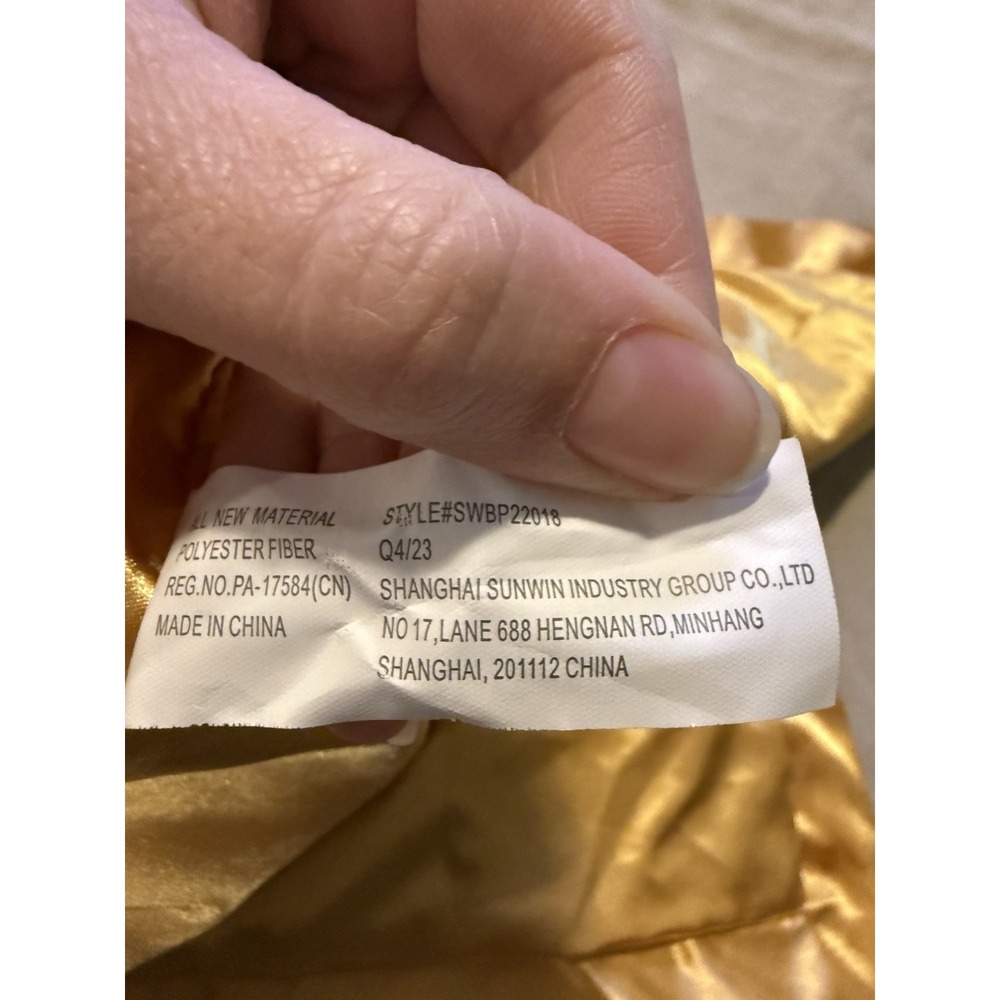 ALL NEW MATERIAL
POLYESTER FIBER
REG.NO.PA-17584(CN)
MADE IN CHINA
STYLE#SWBP22018
Q4/23
SHANGHAI SUNWIN INDUSTRY GROUP CO.,LTD
NO 17,LANE 688 HENGNAN RD,MINHANG
SHANGHAI, 201112 CHINA